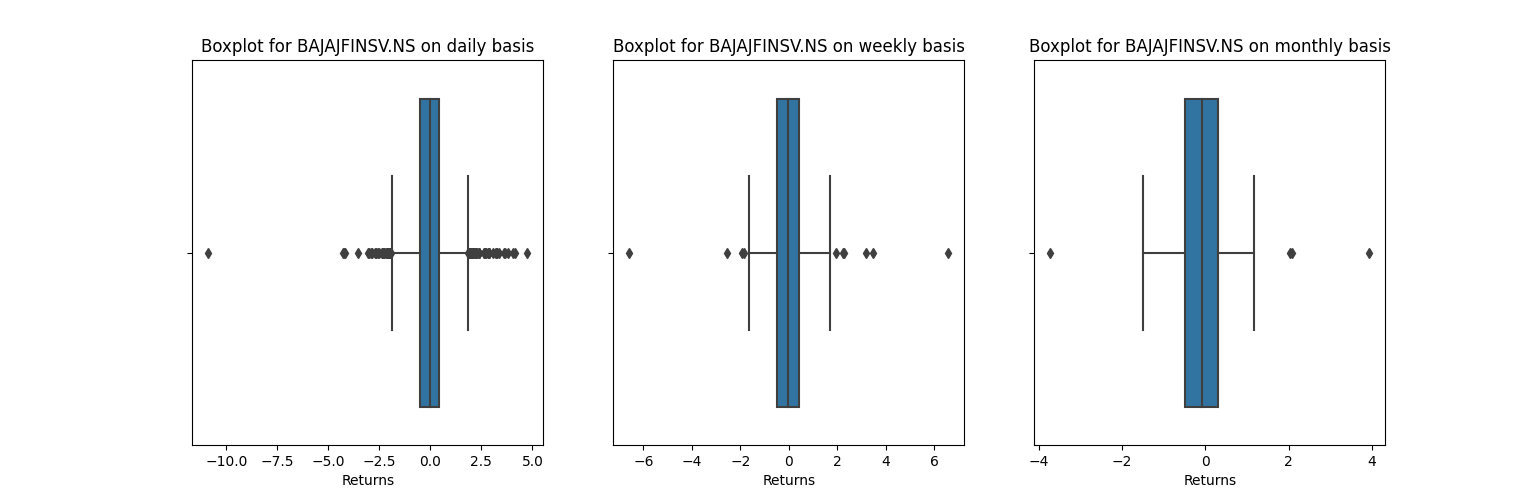 Boxplot for BAJAJFINSV.NS on daily basis
−10.0 −7.5 −5.0 −2.5 0.0 2.5 5.0
Returns
Boxplot for BAJAJFINSV.NS on weekly basis
−6 −4 −2 0 2 4 6
Returns
Boxplot for BAJAJFINSV.NS on monthly basis
−4 −2 0 2 4
Returns